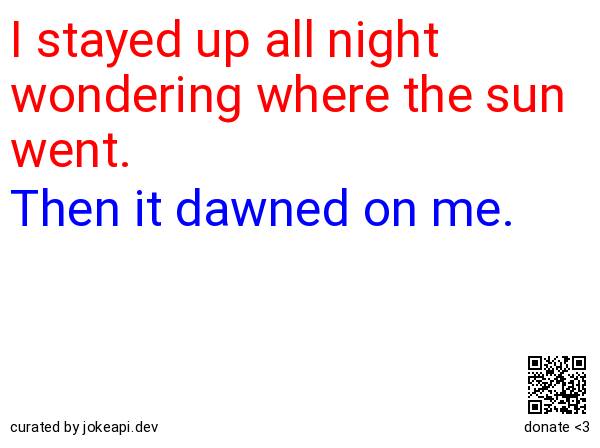 I stayed up all night
wondering where the sun
went.
Then it dawned on me.
curated by jokeapi.dev
donate <3